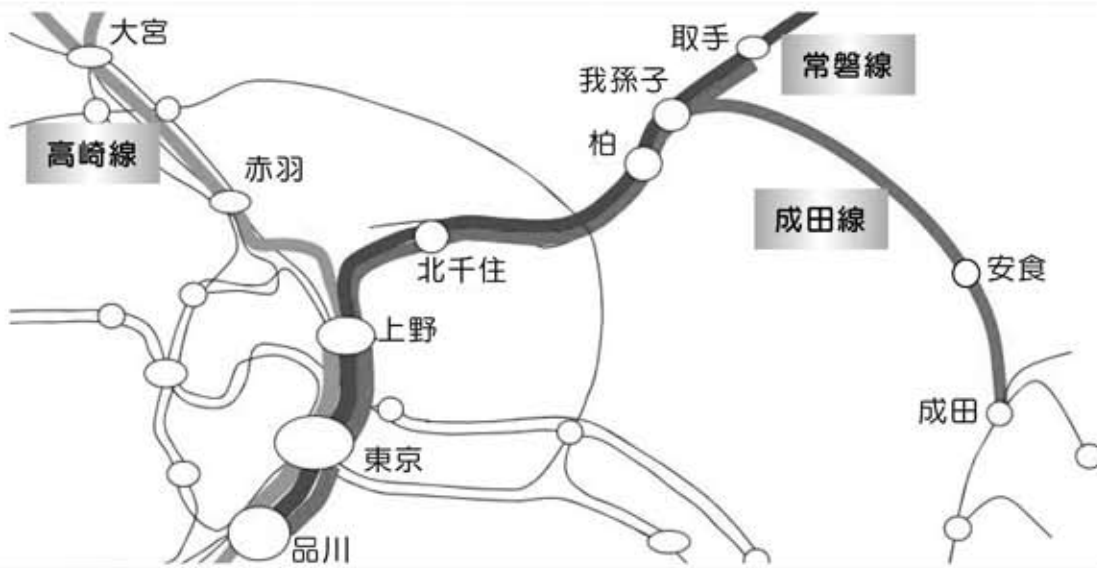 大宮
取手
常磐線
我孫子
高崎線
柏
赤羽
成田線
北千住
安食
上野
成田
東京
品川